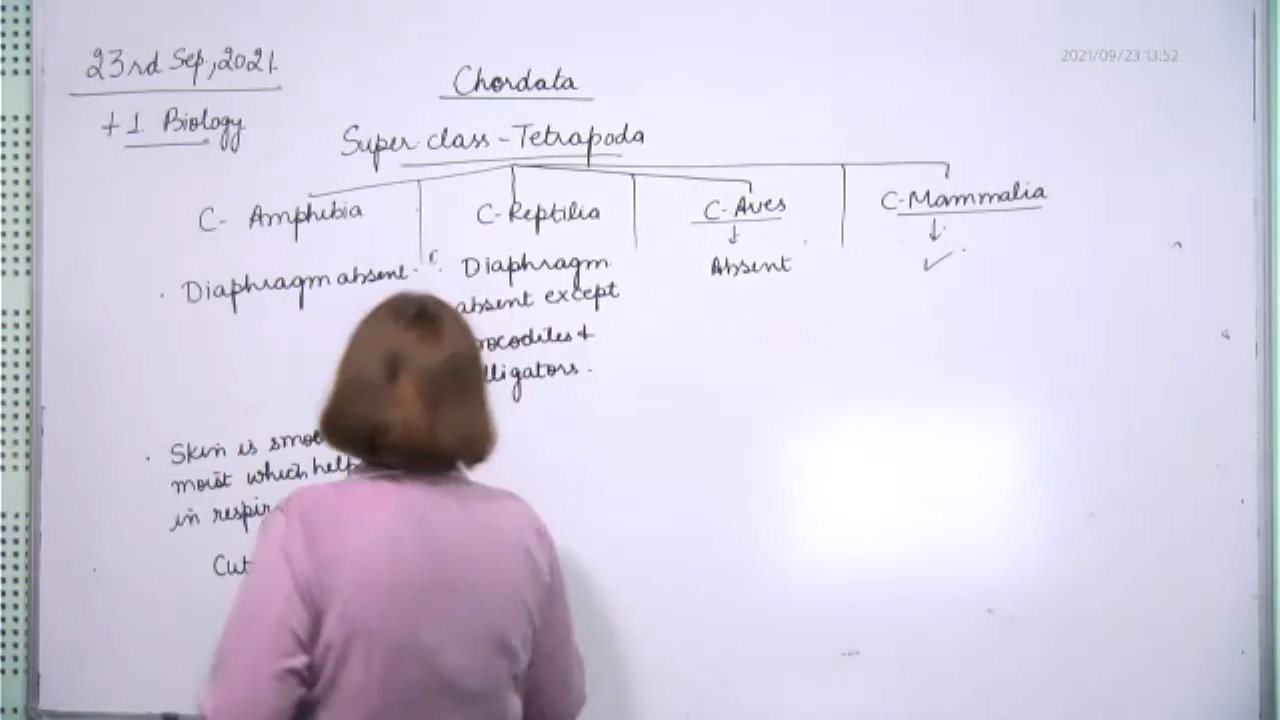 23rd Sep, 2021.
2021/09/23 13:52
+1 Biology
Chordata
Super class - Tetrapoda
C- Amphibia
C- Reptilia
C- Aves
C- Mammalia
Diaphragm absent.
Diaphragm
absent except
&
Absent
✓
Skin is
moist which
in